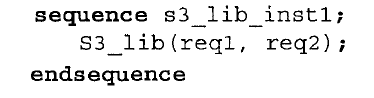 sequence s3_lib_inst1;
S3_lib(req1, req2);
endsequence